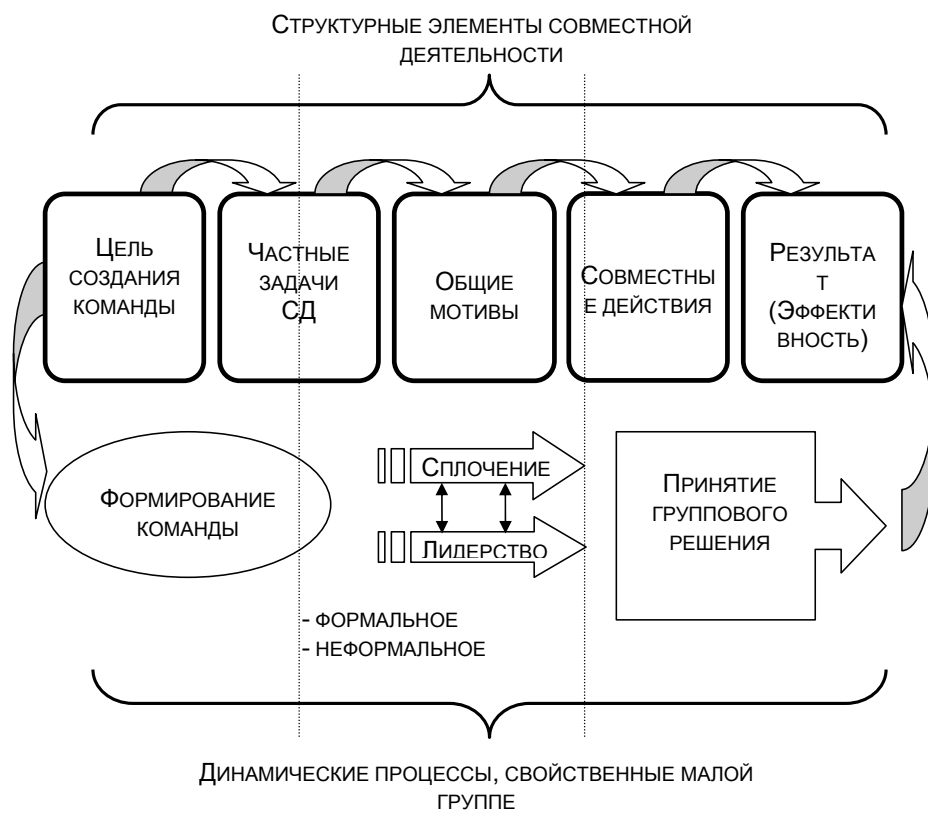 Структурные элементы совместной
деятельности
Цель
создания
команды
Частные
задачи
СД
Общие
мотивы
Совместны
е действия
Результа
т
(Эффекти
вность)
Формирование
команды
Сплочение
Лидерство
Принятие
группового
решения
- формальное
- неформальное
Динамические процессы, свойственные малой
группе